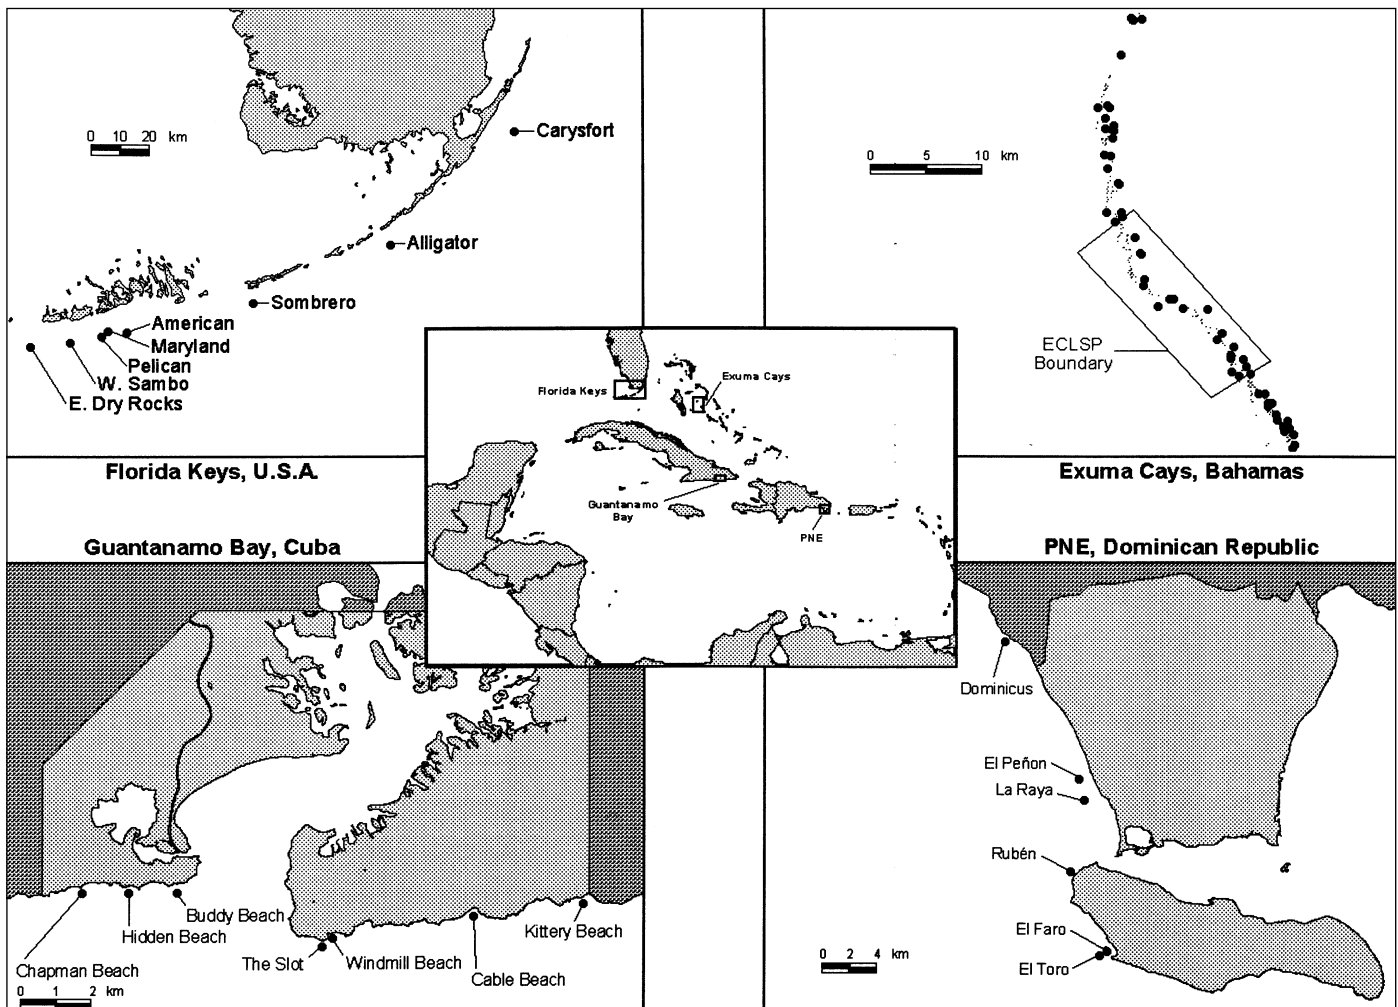 0 10 20 km
Carysfort
Alligator
Sombrero
American
Maryland
Pelican
W. Sambo
E. Dry Rocks
Florida Keys, U.S.A.
0 5 10 km
ECLSP
Boundary
Exuma Cays, Bahamas
Florida Keys
Exuma Cays
Guantanamo
Bay
PNE
Guantanamo Bay, Cuba
Buddy Beach
Hidden Beach
Chapman Beach
The Slot
Windmill Beach
Cable Beach
Kittery Beach
0 1 2 km
PNE, Dominican Republic
Dominicus
El Peñon
La Raya
Rubén
El Faro
El Toro
0 2 4 km